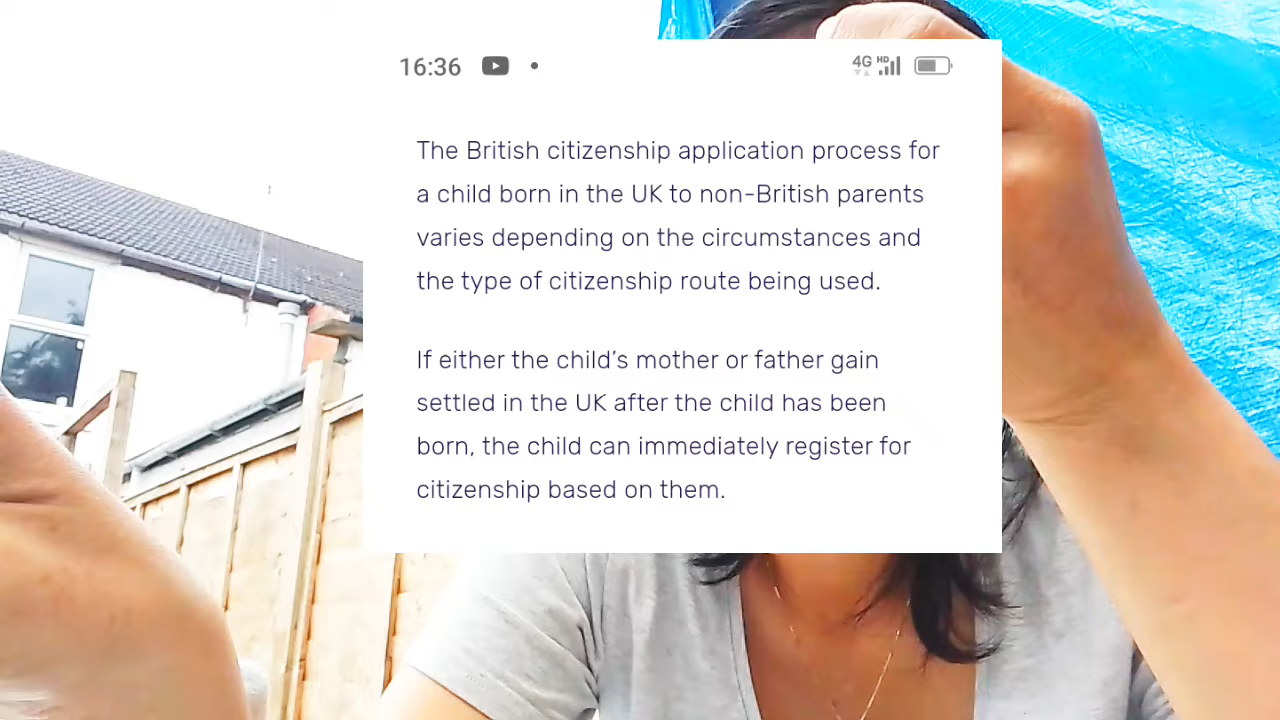 16:36
4G HD
The British citizenship application process for
a child born in the UK to non-British parents
varies depending on the circumstances and
the type of citizenship route being used.
If either the child's mother or father gain
settled in the UK after the child has been
born, the child can immediately register for
citizenship based on them.